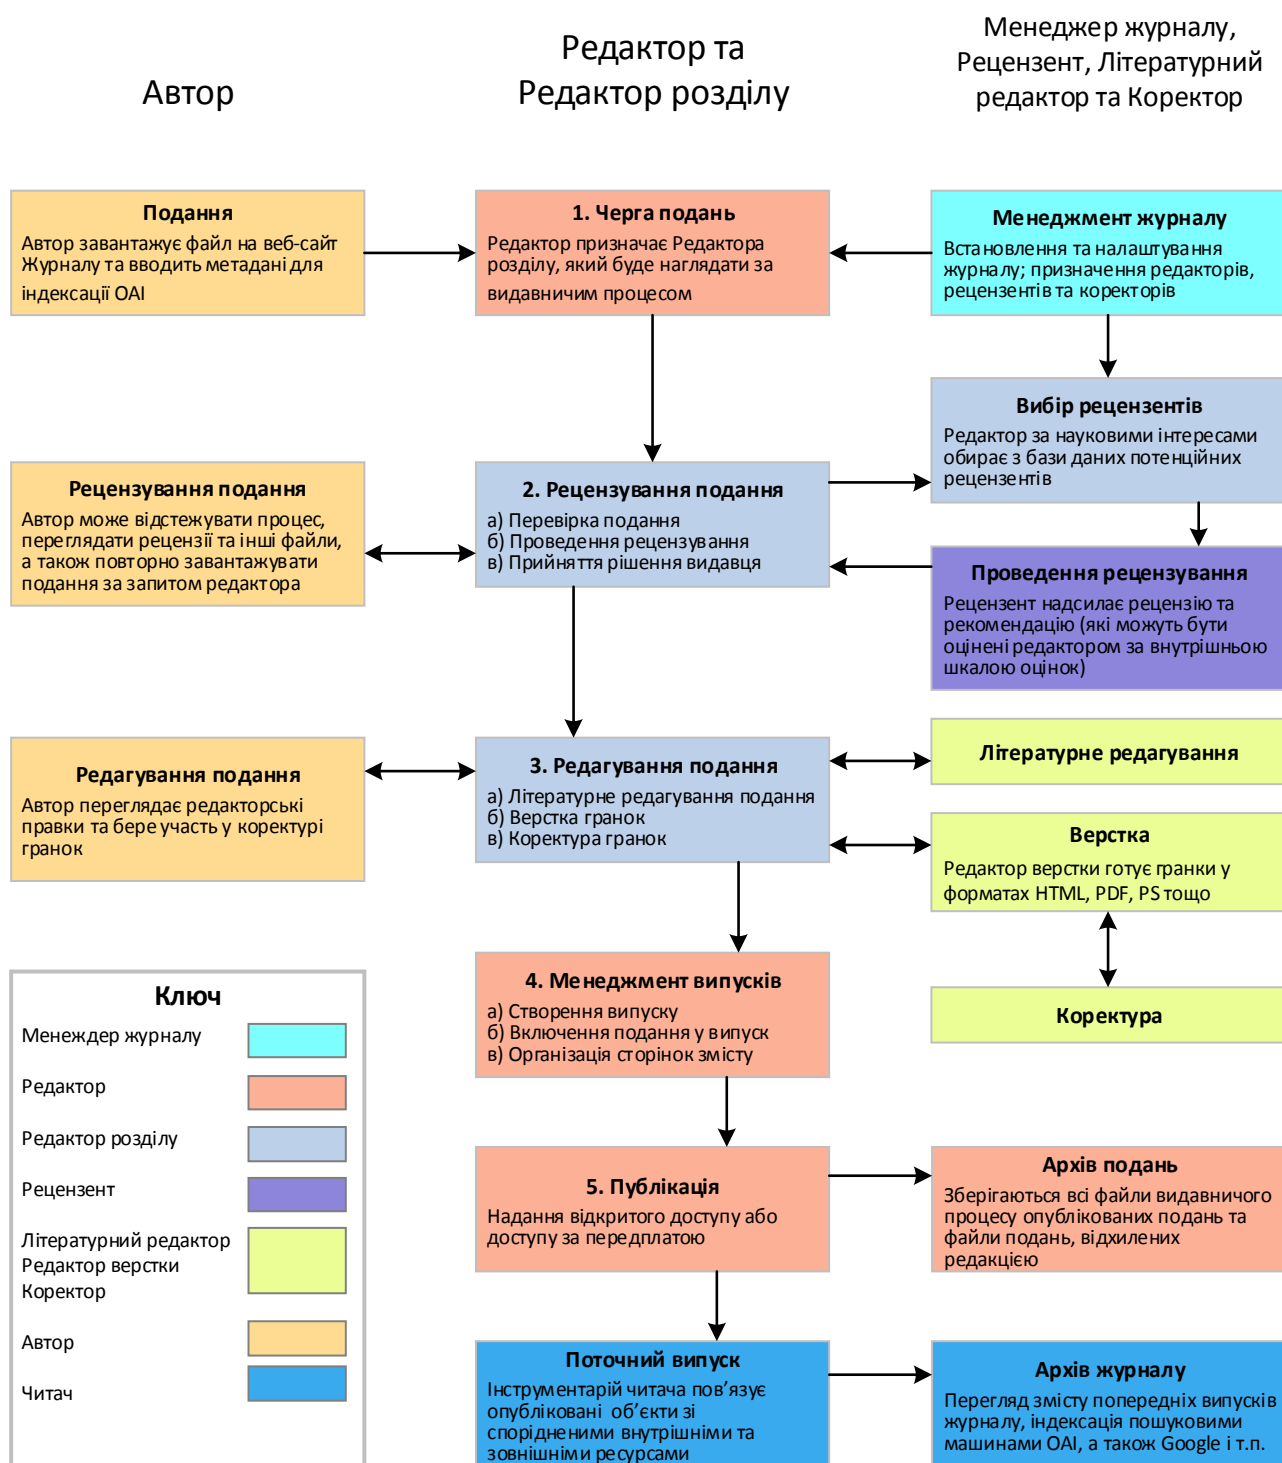 Автор
Редактор та
Редактор розділу
Менеджер журналу,
Рецензент, Літературний
редактор та Коректор
Подання
Автор завантажує файл на веб-сайт
Журналу та вводить метадані для
індексації OAI
1. Черга подань
Редактор призначає Редактора
розділу, який буде наглядати за
видавничим процесом
Менеджмент журналу
Встановлення та налаштування
журналу; призначення редакторів,
рецензентів та коректорів
Вибір рецензентів
Редактор за науковими інтересами
обирає з бази даних потенційних
рецензентів
Рецензування подання
Автор може відстежувати процес,
переглядати рецензії та інші файли,
а також повторно завантажувати
подання за запитом редактора
2. Рецензування подання
а) Перевірка подання
б) Проведення рецензування
в) Прийняття рішення видавця
Проведення рецензування
Рецензент надсилає рецензію та
рекомендацію (які можуть бути
оцінені редактором за внутрішньою
шкалою оцінок)
Редагування подання
Автор переглядає редакторські
правки та бере участь у коректурі
гранок
3. Редагування подання
а) Літературне редагування подання
б) Верстка гранок
в) Коректура гранок
Літературне редагування
Верстка
Редактор верстки готує гранки у
форматах HTML, PDF, PS тощо
Коректура
4. Менеджмент випусків
а) Створення випуску
б) Включення подання у випуск
в) Організація сторінок змісту
5. Публікація
Надання відкритого доступу або
доступу за передплатою
Архів подань
Зберігаються всі файли видавничого
процесу опублікованих подань та
файли подань, відхилених
редакцією
Поточний випуск
Інструментарій читача пов’язує
опубліковані об’єкти зі
спорідненими внутрішніми та
зовнішніми ресурсами
Архів журналу
Перегляд змісту попередніх випусків
журналу, індексація пошуковими
машинами OAI, а також Google і т.п.
Ключ
Менеждер журналу
Редактор
Редактор розділу
Рецензент
Літературний редактор
Редактор верстки
Коректор
Автор
Читач